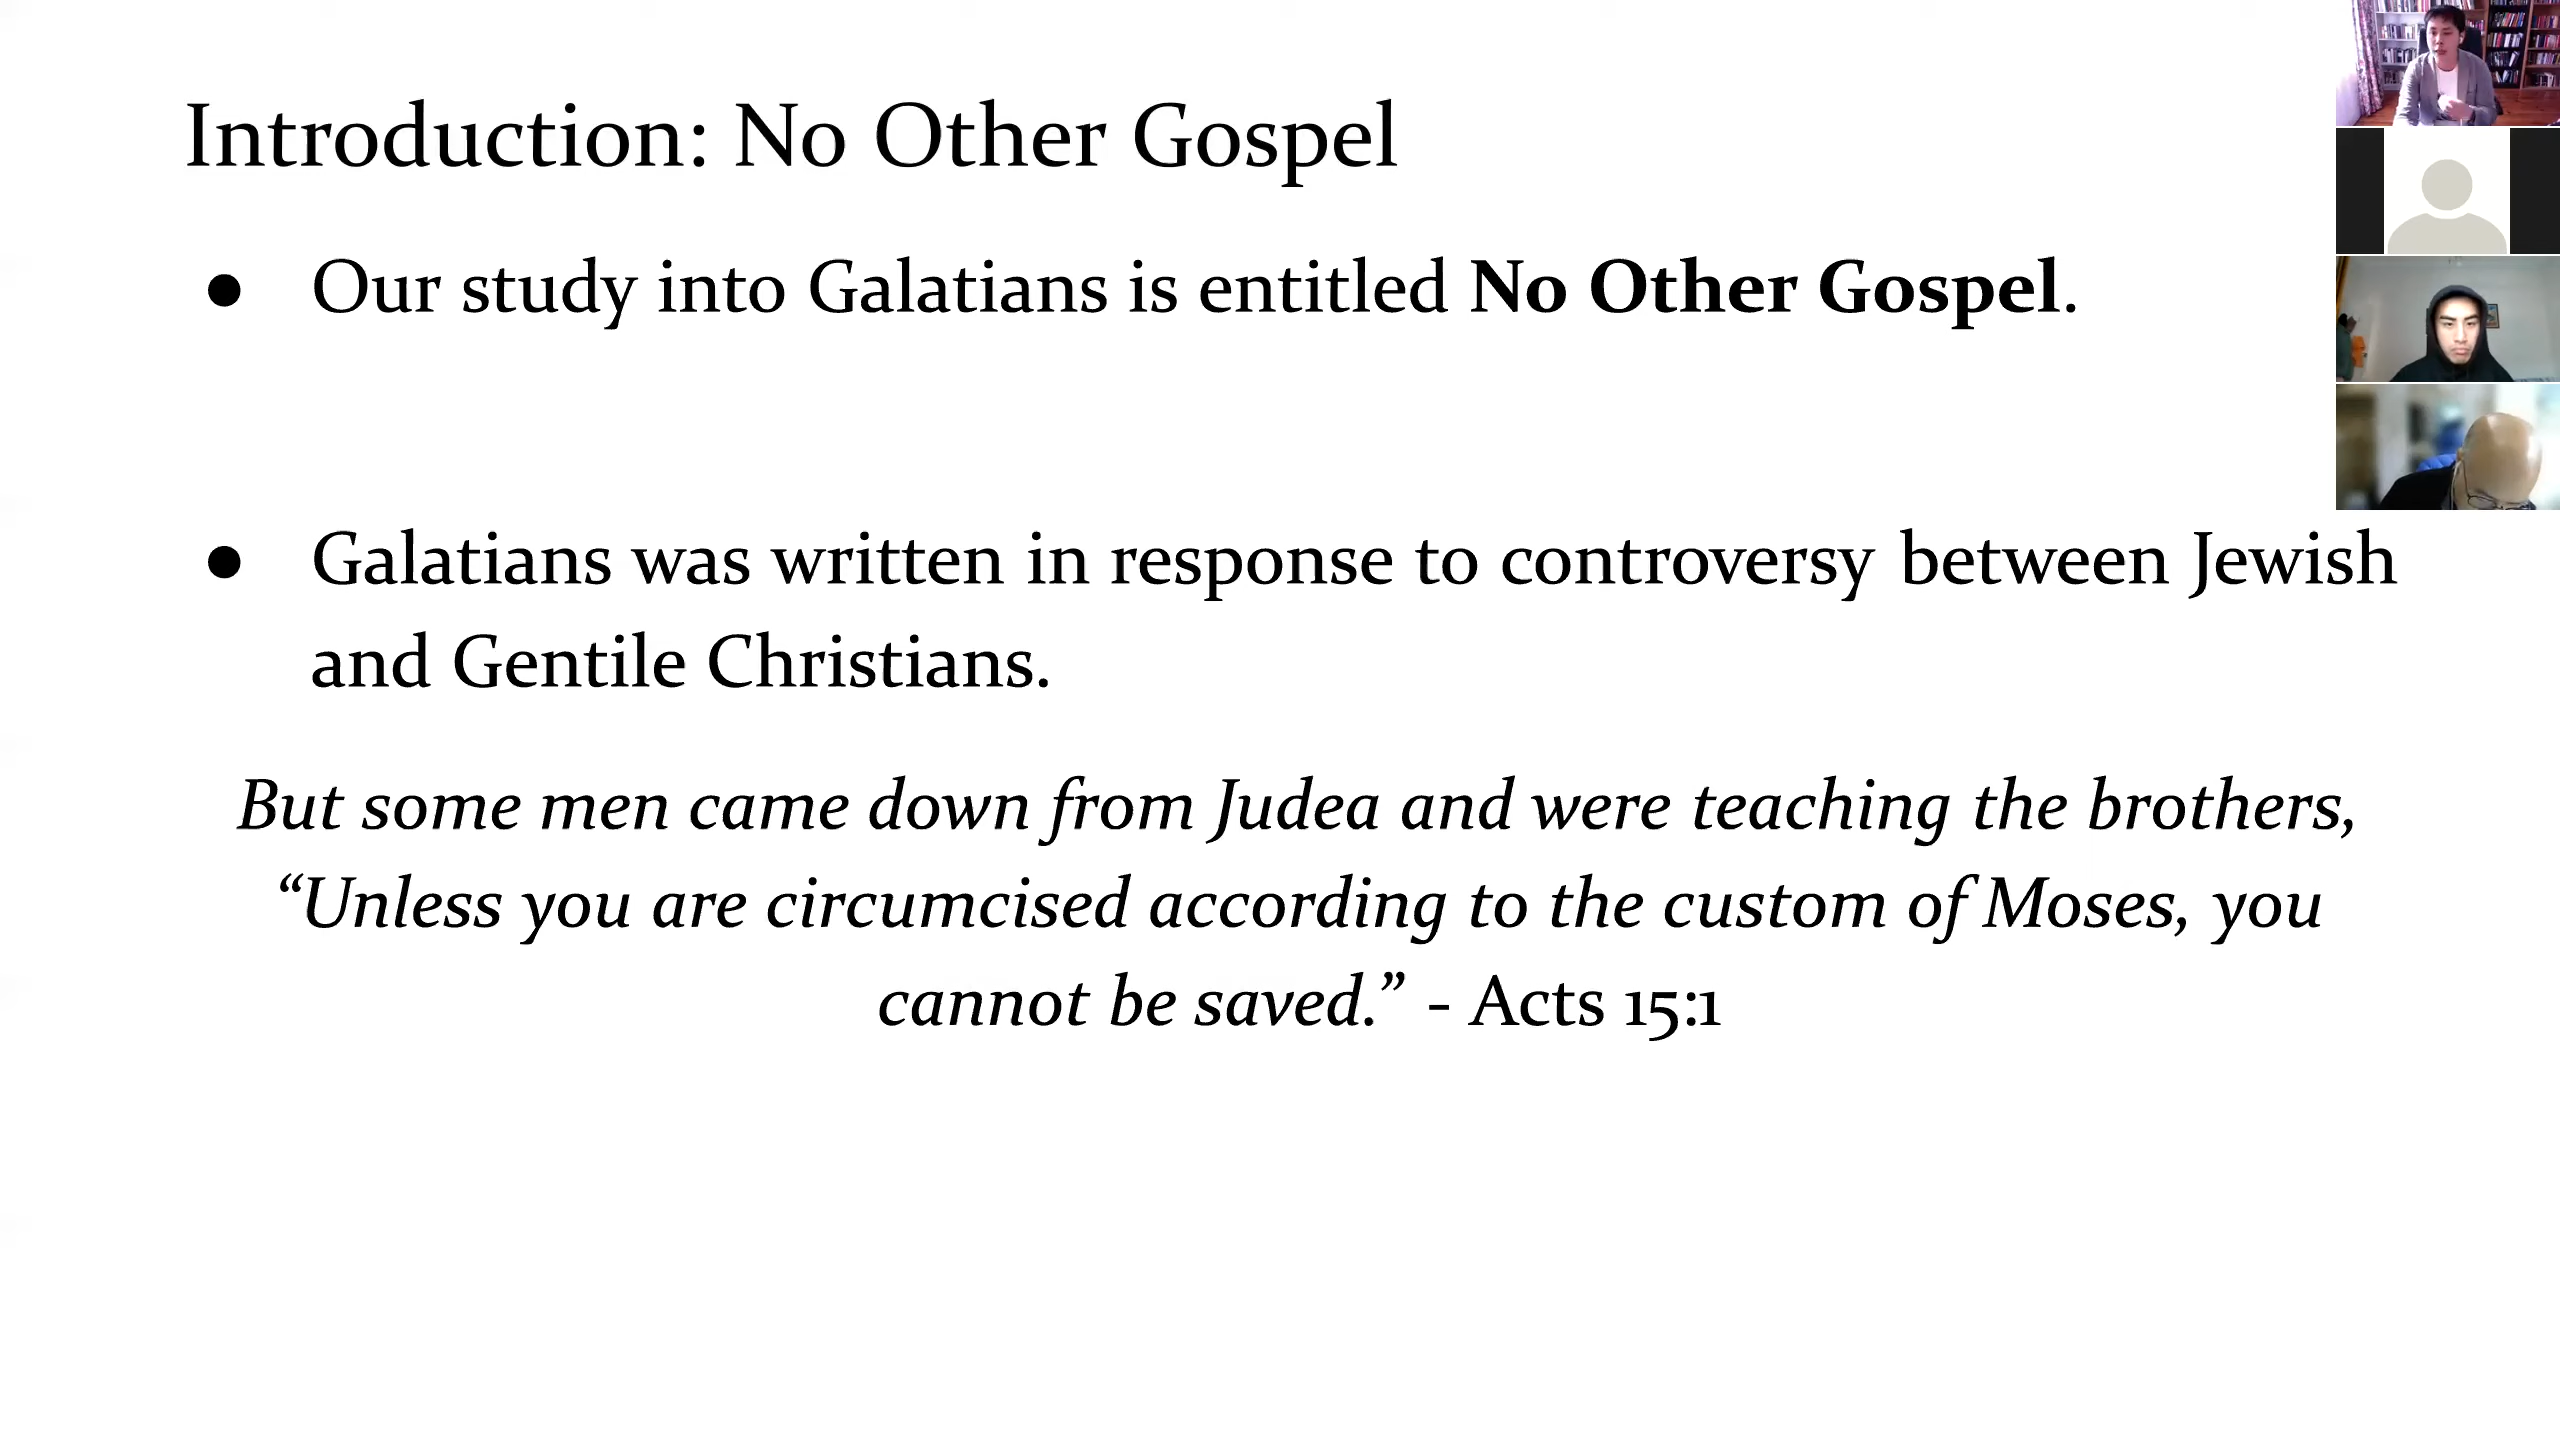 Introduction: No Other Gospel
● Our study into Galatians is entitled No Other Gospel.
● Galatians was written in response to controversy between Jewish
and Gentile Christians.
But some men came down from Judea and were teaching the brothers,
“Unless you are circumcised according to the custom of Moses, you
cannot be saved.” - Acts 15:1